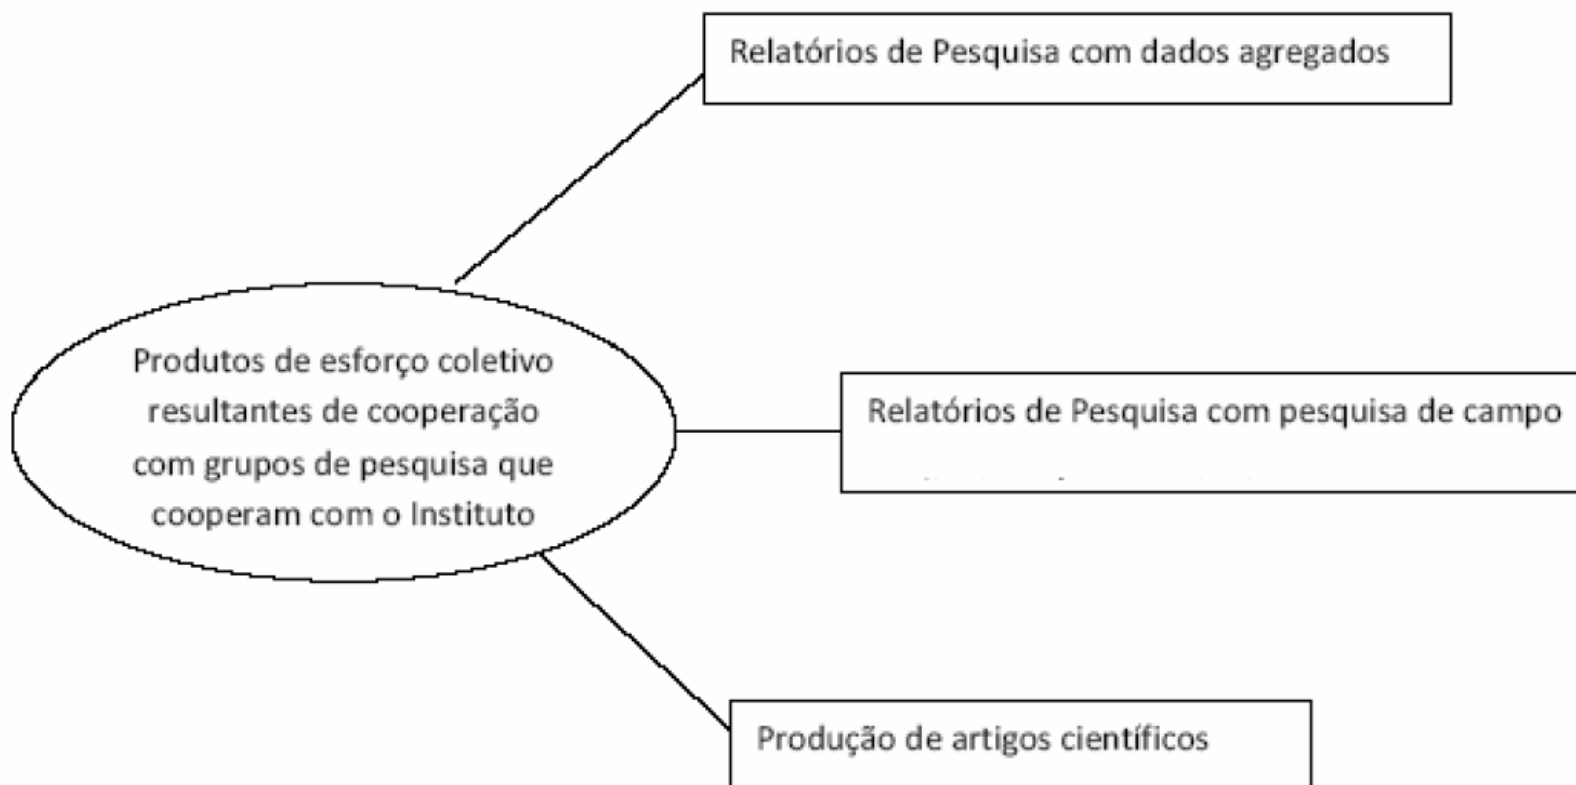 Relatórios de Pesquisa com dados agregados
Produtos de esforço coletivo
resultantes de cooperação
com grupos de pesquisa que
cooperam com o Instituto
Relatórios de Pesquisa com pesquisa de campo
Produção de artigos científicos